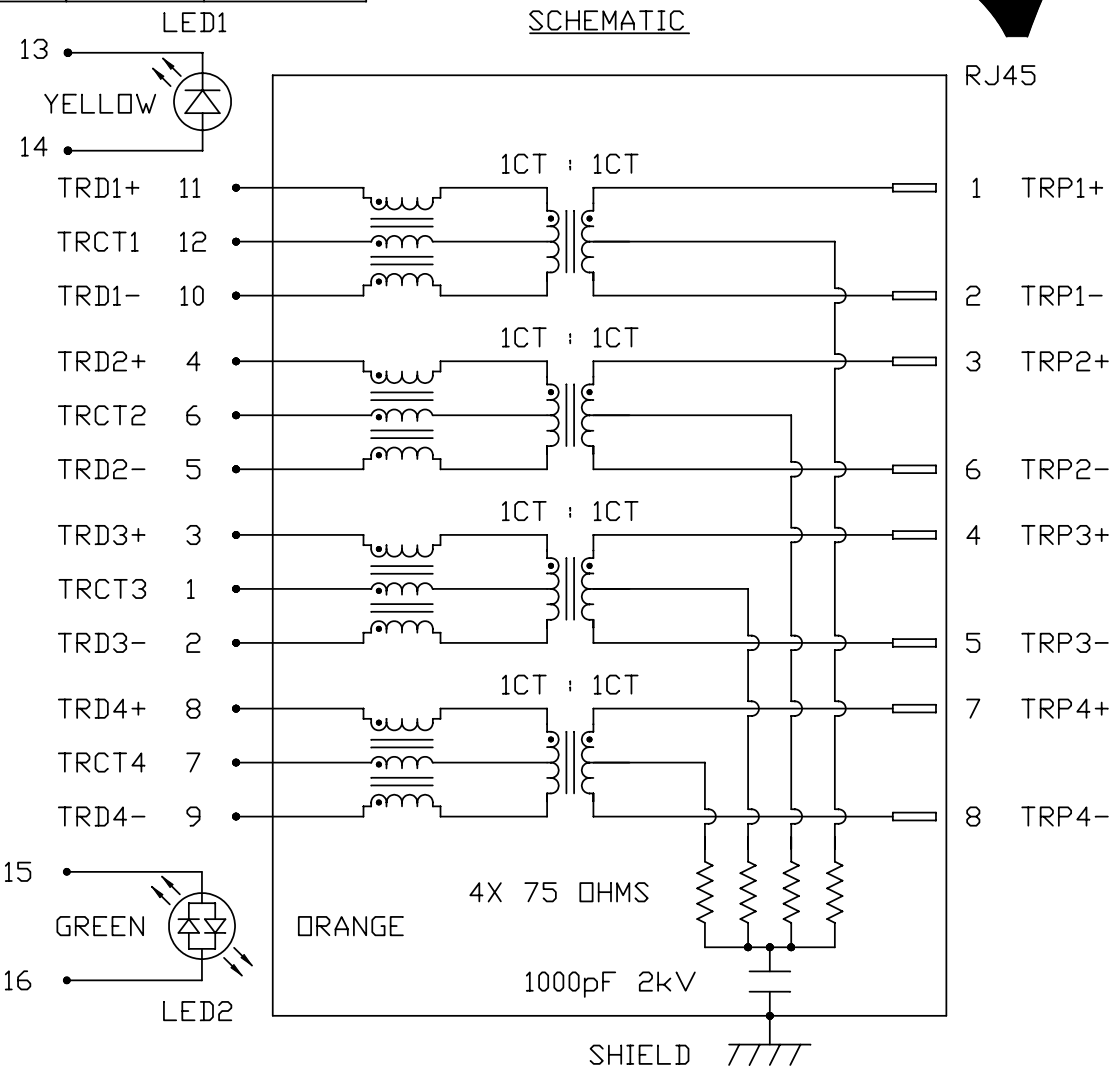 LED1
SCHEMATIC
13
RJ45
YELLOW
14
1CT : 1CT
TRD1+ 11
1 TRP1+
TRCT1 12
TRD1- 10
2 TRP1-
1CT : 1CT
TRD2+ 4
3 TRP2+
TRCT2 6
TRD2- 5
6 TRP2-
1CT : 1CT
TRD3+ 3
4 TRP3+
TRCT3 1
TRD3- 2
5 TRP3-
1CT : 1CT
TRD4+ 8
7 TRP4+
TRCT4 7
TRD4- 9
8 TRP4-
15
4X 75 OHMS
GREEN
ORANGE
16
1000pF 2kV
LED2
SHIELD